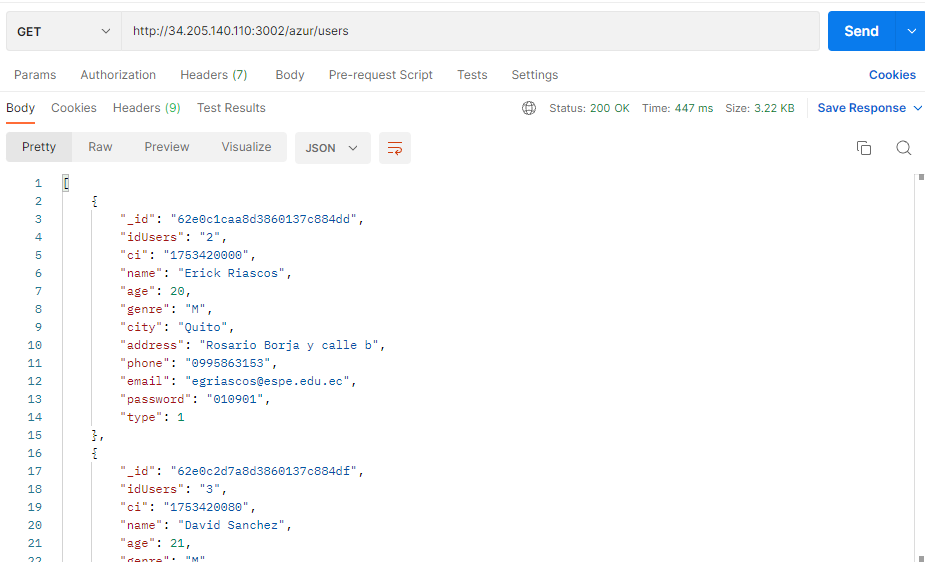 GET http://34.205.140.110:3002/azur/users Send
Params Authorization Headers (7) Body Pre-request Script Tests Settings Cookies
Body Cookies Headers (9) Test Results Status: 200 OK Time: 447 ms Size: 3.22 KB Save Response
Pretty Raw Preview Visualize JSON
1 [
2 {
3 "_id": "62e0c1caa8d3860137c884dd",
4 "idUsers": "2",
5 "ci": "1753420000",
6 "name": "Erick Riascos",
7 "age": 20,
8 "genre": "M",
9 "city": "Quito",
10 "address": "Rosario Borja y calle b",
11 "phone": "0995863153",
12 "email": "egriascos@espe.edu.ec",
13 "password": "010901",
14 "type": 1
15 },
16 {
17 "_id": "62e0c2d7a8d3860137c884df",
18 "idUsers": "3",
19 "ci": "1753420080",
20 "name": "David Sanchez",
21 "age": 21,
22 "genre": "M"